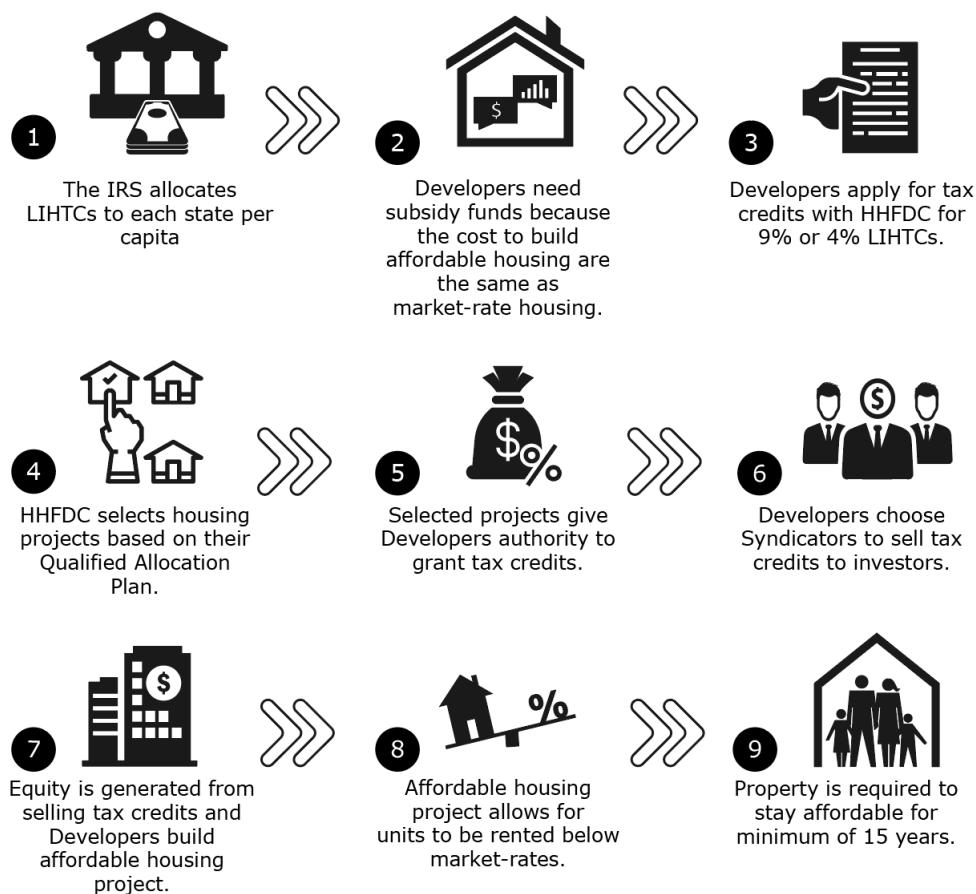 1
The IRS allocates
LIHTCs to each state per
capita
2
$
Developers need
subsidy funds because
the cost to build
affordable housing are
the same as
market-rate housing.
3
Developers apply for tax
credits with HHFDC for
9% or 4% LIHTCs.
4
HHFDC selects housing
projects based on their
Qualified Allocation
Plan.
5
$%
Selected projects give
Developers authority to
grant tax credits.
6
$
Developers choose
Syndicators to sell tax
credits to investors.
7
$
Equity is generated from
selling tax credits and
Developers build
affordable housing
project.
8
%
Affordable housing
project allows for
units to be rented below
market-rates.
9
Property is required to
stay affordable for
minimum of 15 years.